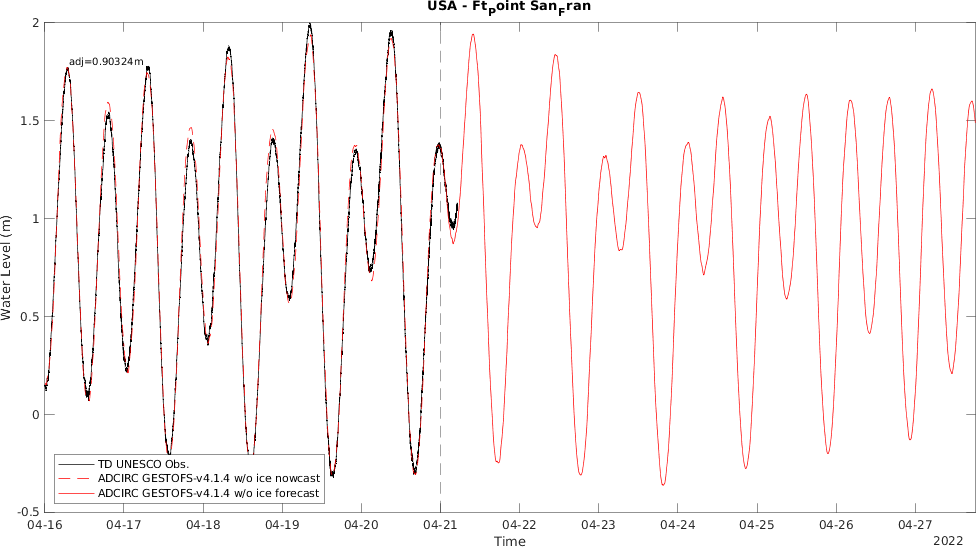 USA - Ft_Point San_Fran
adj=0.90324m
2
1.5
1
0.5
0
-0.5
Water Level (m)
TD UNESCO Obs.
ADCIRC GESTOFS-v4.1.4 w/o ice nowcast
ADCIRC GESTOFS-v4.1.4 w/o ice forecast
04-16 04-17 04-18 04-19 04-20 04-21 04-22 04-23 04-24 04-25 04-26 04-27
Time
2022